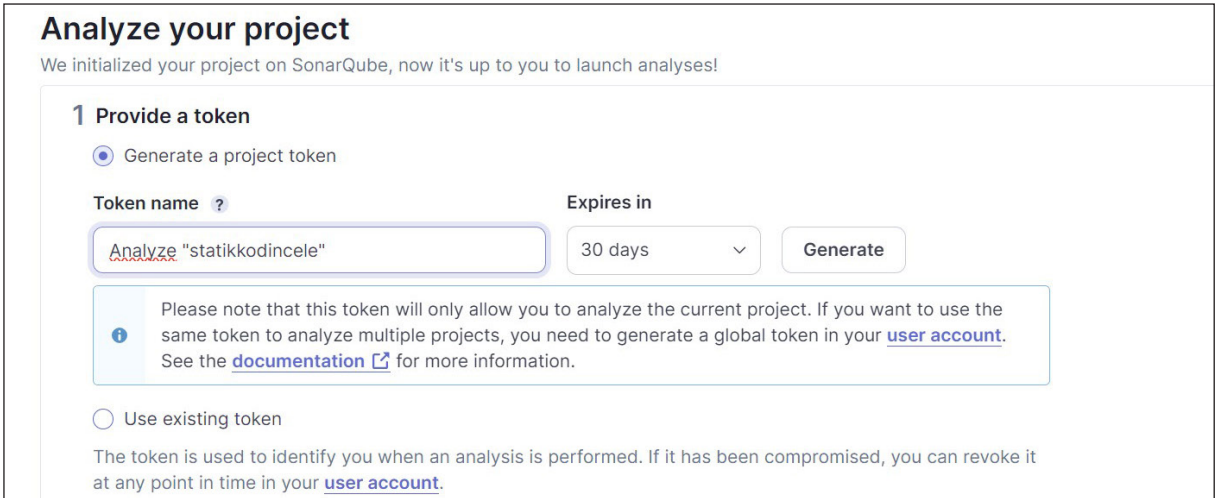 Analyze your project
We initialized your project on SonarQube, now it's up to you to launch analyses!
1 Provide a token
Generate a project token
Token name ? Expires in
Analyze "statikkodincele" 30 days Generate
Please note that this token will only allow you to analyze the current project. If you want to use the
same token to analyze multiple projects, you need to generate a global token in your user account.
See the documentation for more information.
Use existing token
The token is used to identify you when an analysis is performed. If it has been compromised, you can revoke it
at any point in time in your user account.